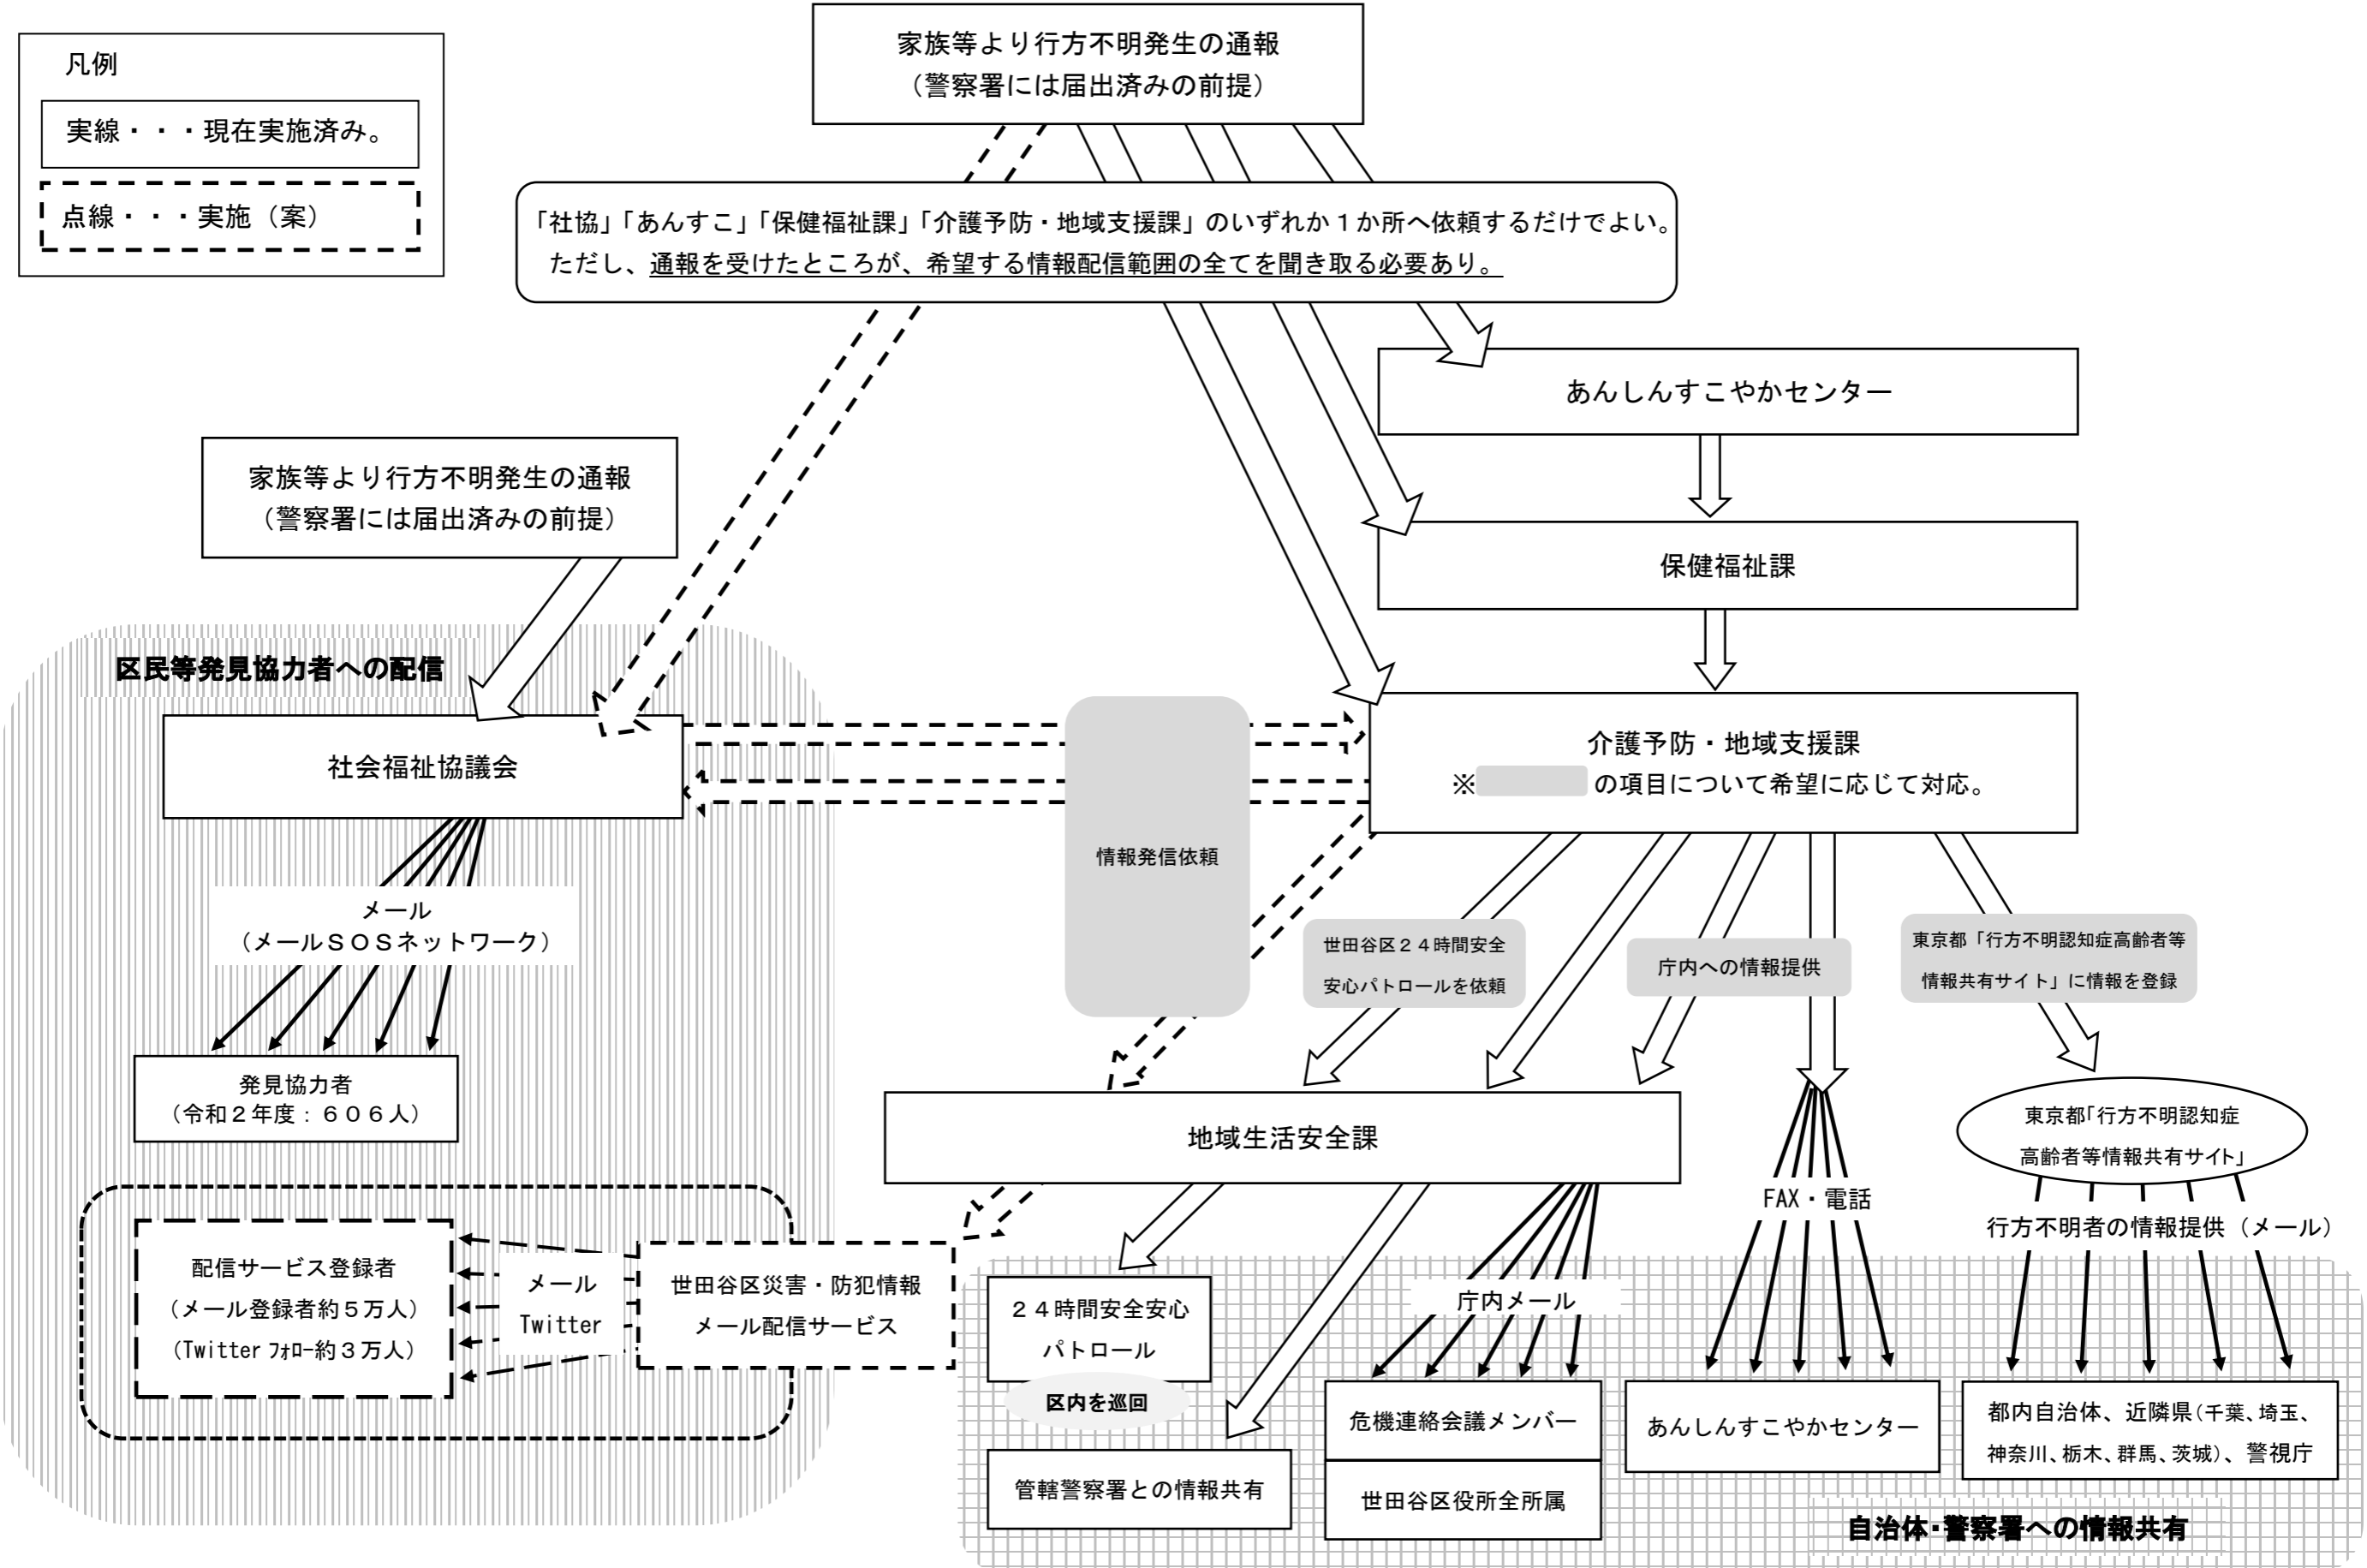 家族等より行方不明発生の通報
（警察署には届出済みの前提）
凡例
実線・・・現在実施済み。
点線・・・実施（案）
「社協」「あんすこ」「保健福祉課」「介護予防・地域支援課」のいずれか１か所へ依頼するだけでよい。
ただし、通報を受けたところが、希望する情報配信範囲の全てを聞き取る必要あり。
あんしんすこやかセンター
家族等より行方不明発生の通報
（警察署には届出済みの前提）
保健福祉課
区民等発見協力者への配信
社会福祉協議会
介護予防・地域支援課
※　　　　の項目について希望に応じて対応。
情報発信依頼
メール
（メールＳＯＳネットワーク）
世田谷区２４時間安全
安心パトロールを依頼
庁内への情報提供
東京都「行方不明認知症高齢者等
情報共有サイト」に情報を登録
発見協力者
（令和２年度：６０６人）
地域生活安全課
東京都「行方不明認知症
高齢者等情報共有サイト」
FAX・電話
行方不明者の情報提供（メール）
配信サービス登録者
（メール登録者約５万人）
（Twitter ﾌｫﾛｰ約３万人）
メール
Twitter
世田谷区災害・防犯情報
メール配信サービス
２４時間安全安心
パトロール
区内を巡回
庁内メール
管轄警察署との情報共有
危機連絡会議メンバー
世田谷区役所全所属
あんしんすこやかセンター
都内自治体、近隣県（千葉、埼玉、
神奈川、栃木、群馬、茨城）、警視庁
自治体・警察署への情報共有